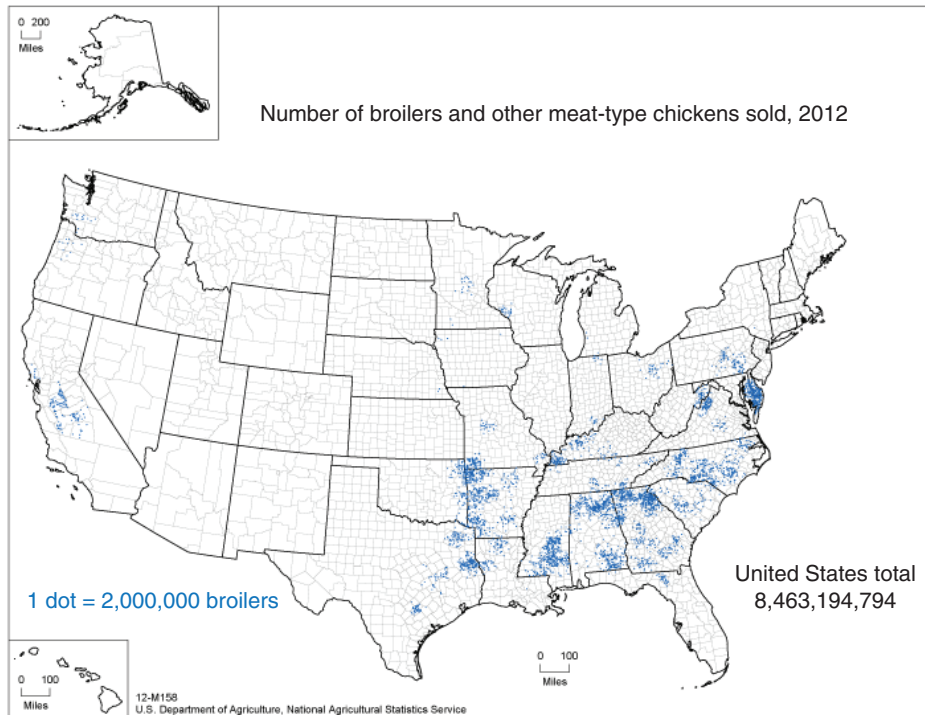 0 200
Miles
Number of broilers and other meat-type chickens sold, 2012
1 dot = 2,000,000 broilers
United States total
8,463,194,794
0 100
Miles
0 100
Miles
12-M158
U.S. Department of Agriculture, National Agricultural Statistics Service